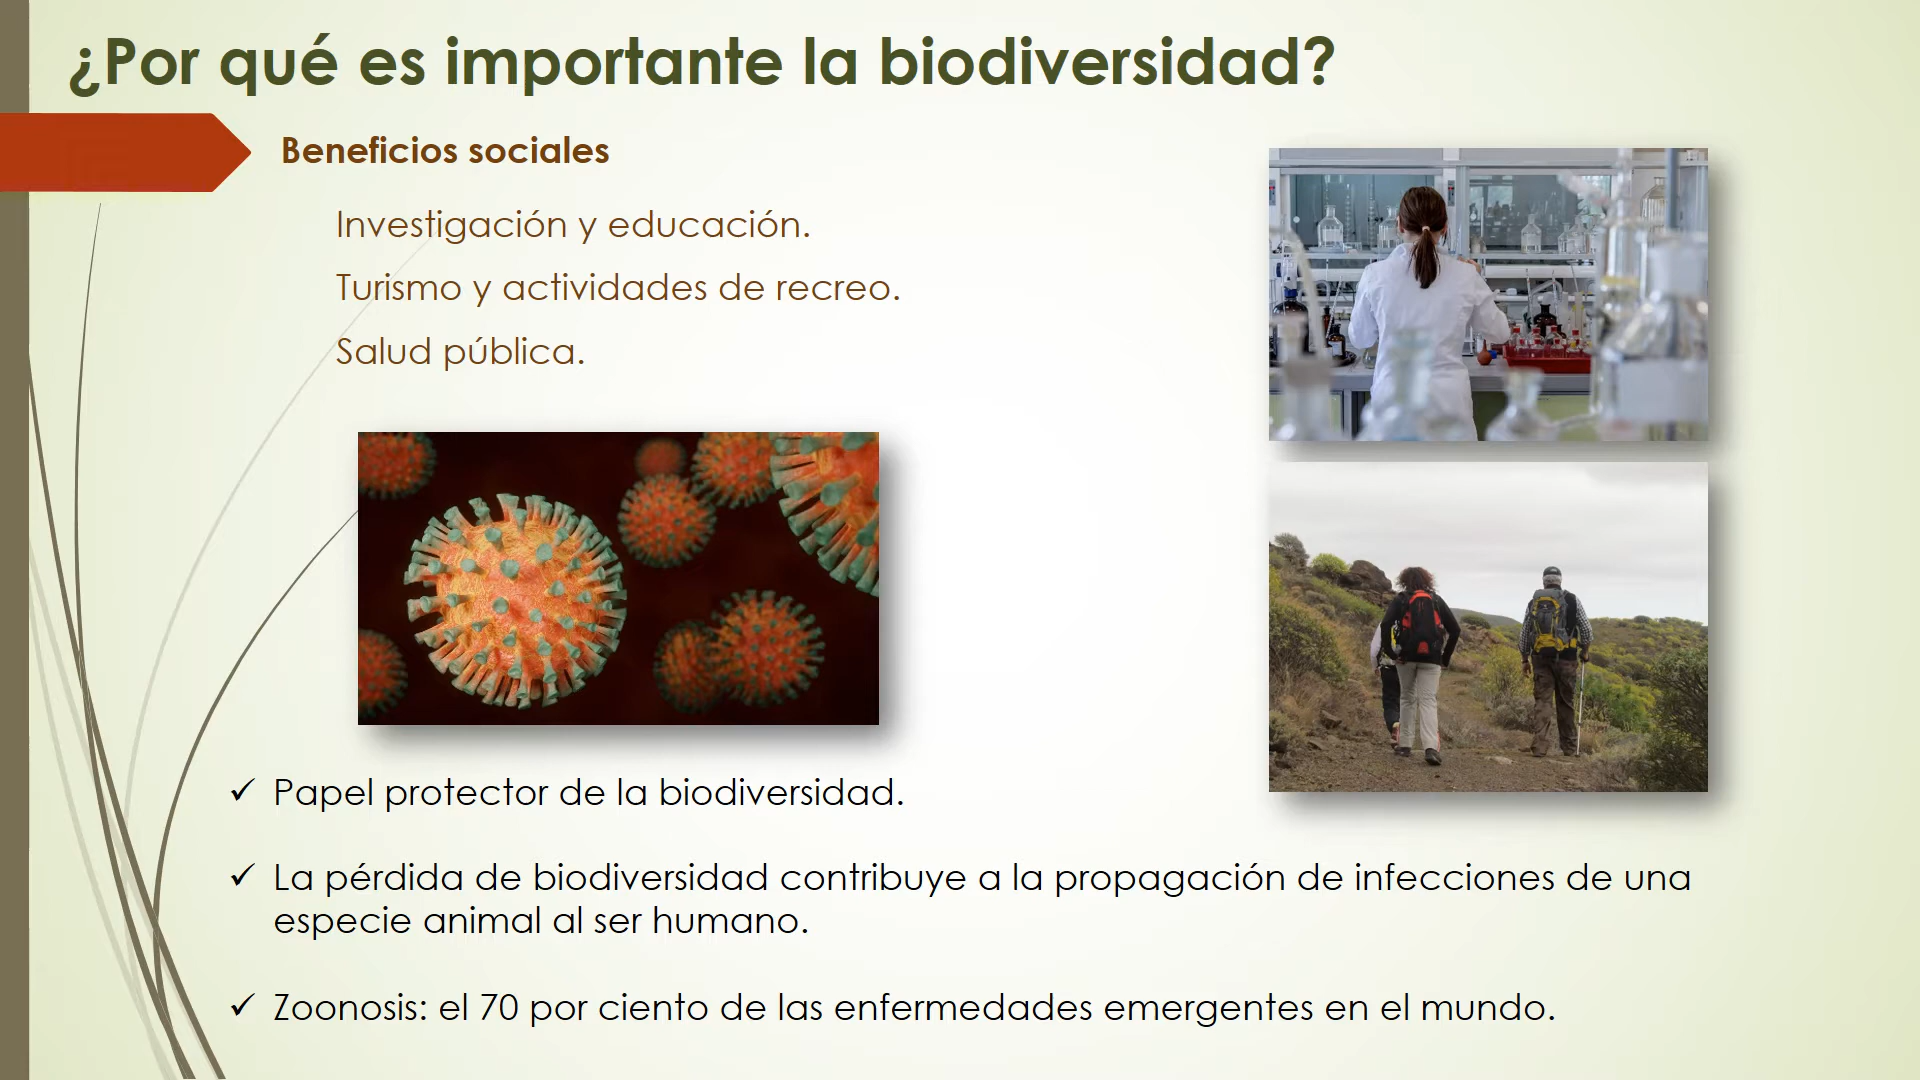 ¿Por qué es importante la biodiversidad?
Beneficios sociales
Investigación y educación.
Turismo y actividades de recreo.
Salud pública.
✓ Papel protector de la biodiversidad.
✓ La pérdida de biodiversidad contribuye a la propagación de infecciones de una
especie animal al ser humano.
✓ Zoonosis: el 70 por ciento de las enfermedades emergentes en el mundo.